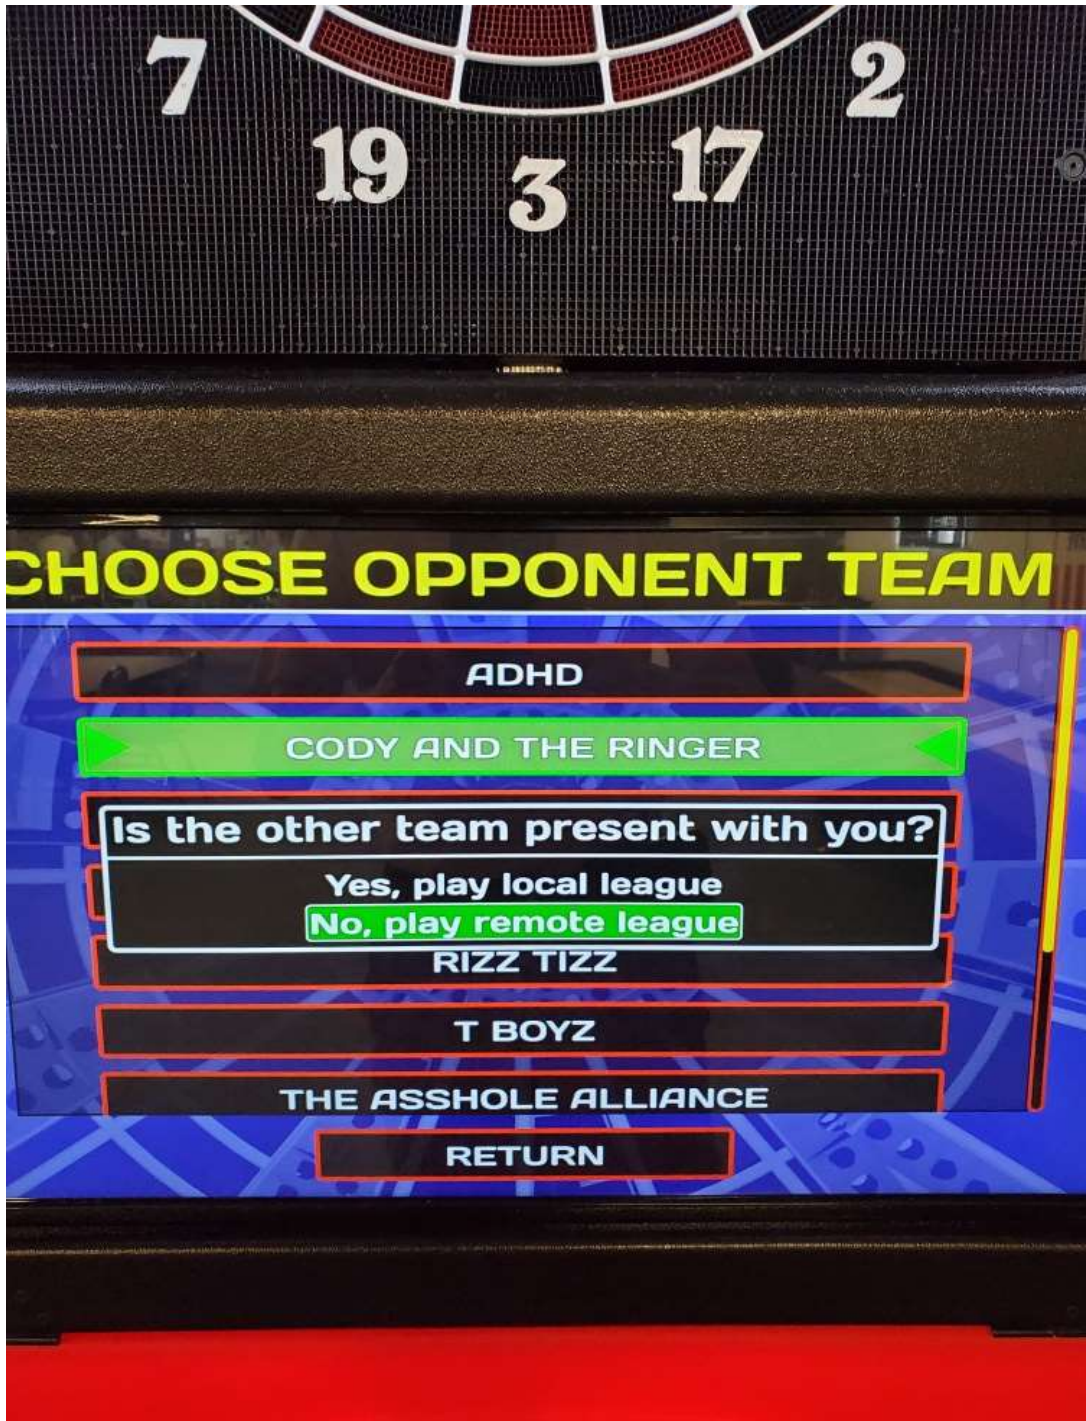 7
2
19
17
3
CHOOSE OPPONENT TEAM
ADHD
CODY AND THE RINGER
Is the other team present with you?
Yes, play local league
No, play remote league
RIZZ TIZZ
T BOYZ
THE ASSHOLE ALLIANCE
RETURN